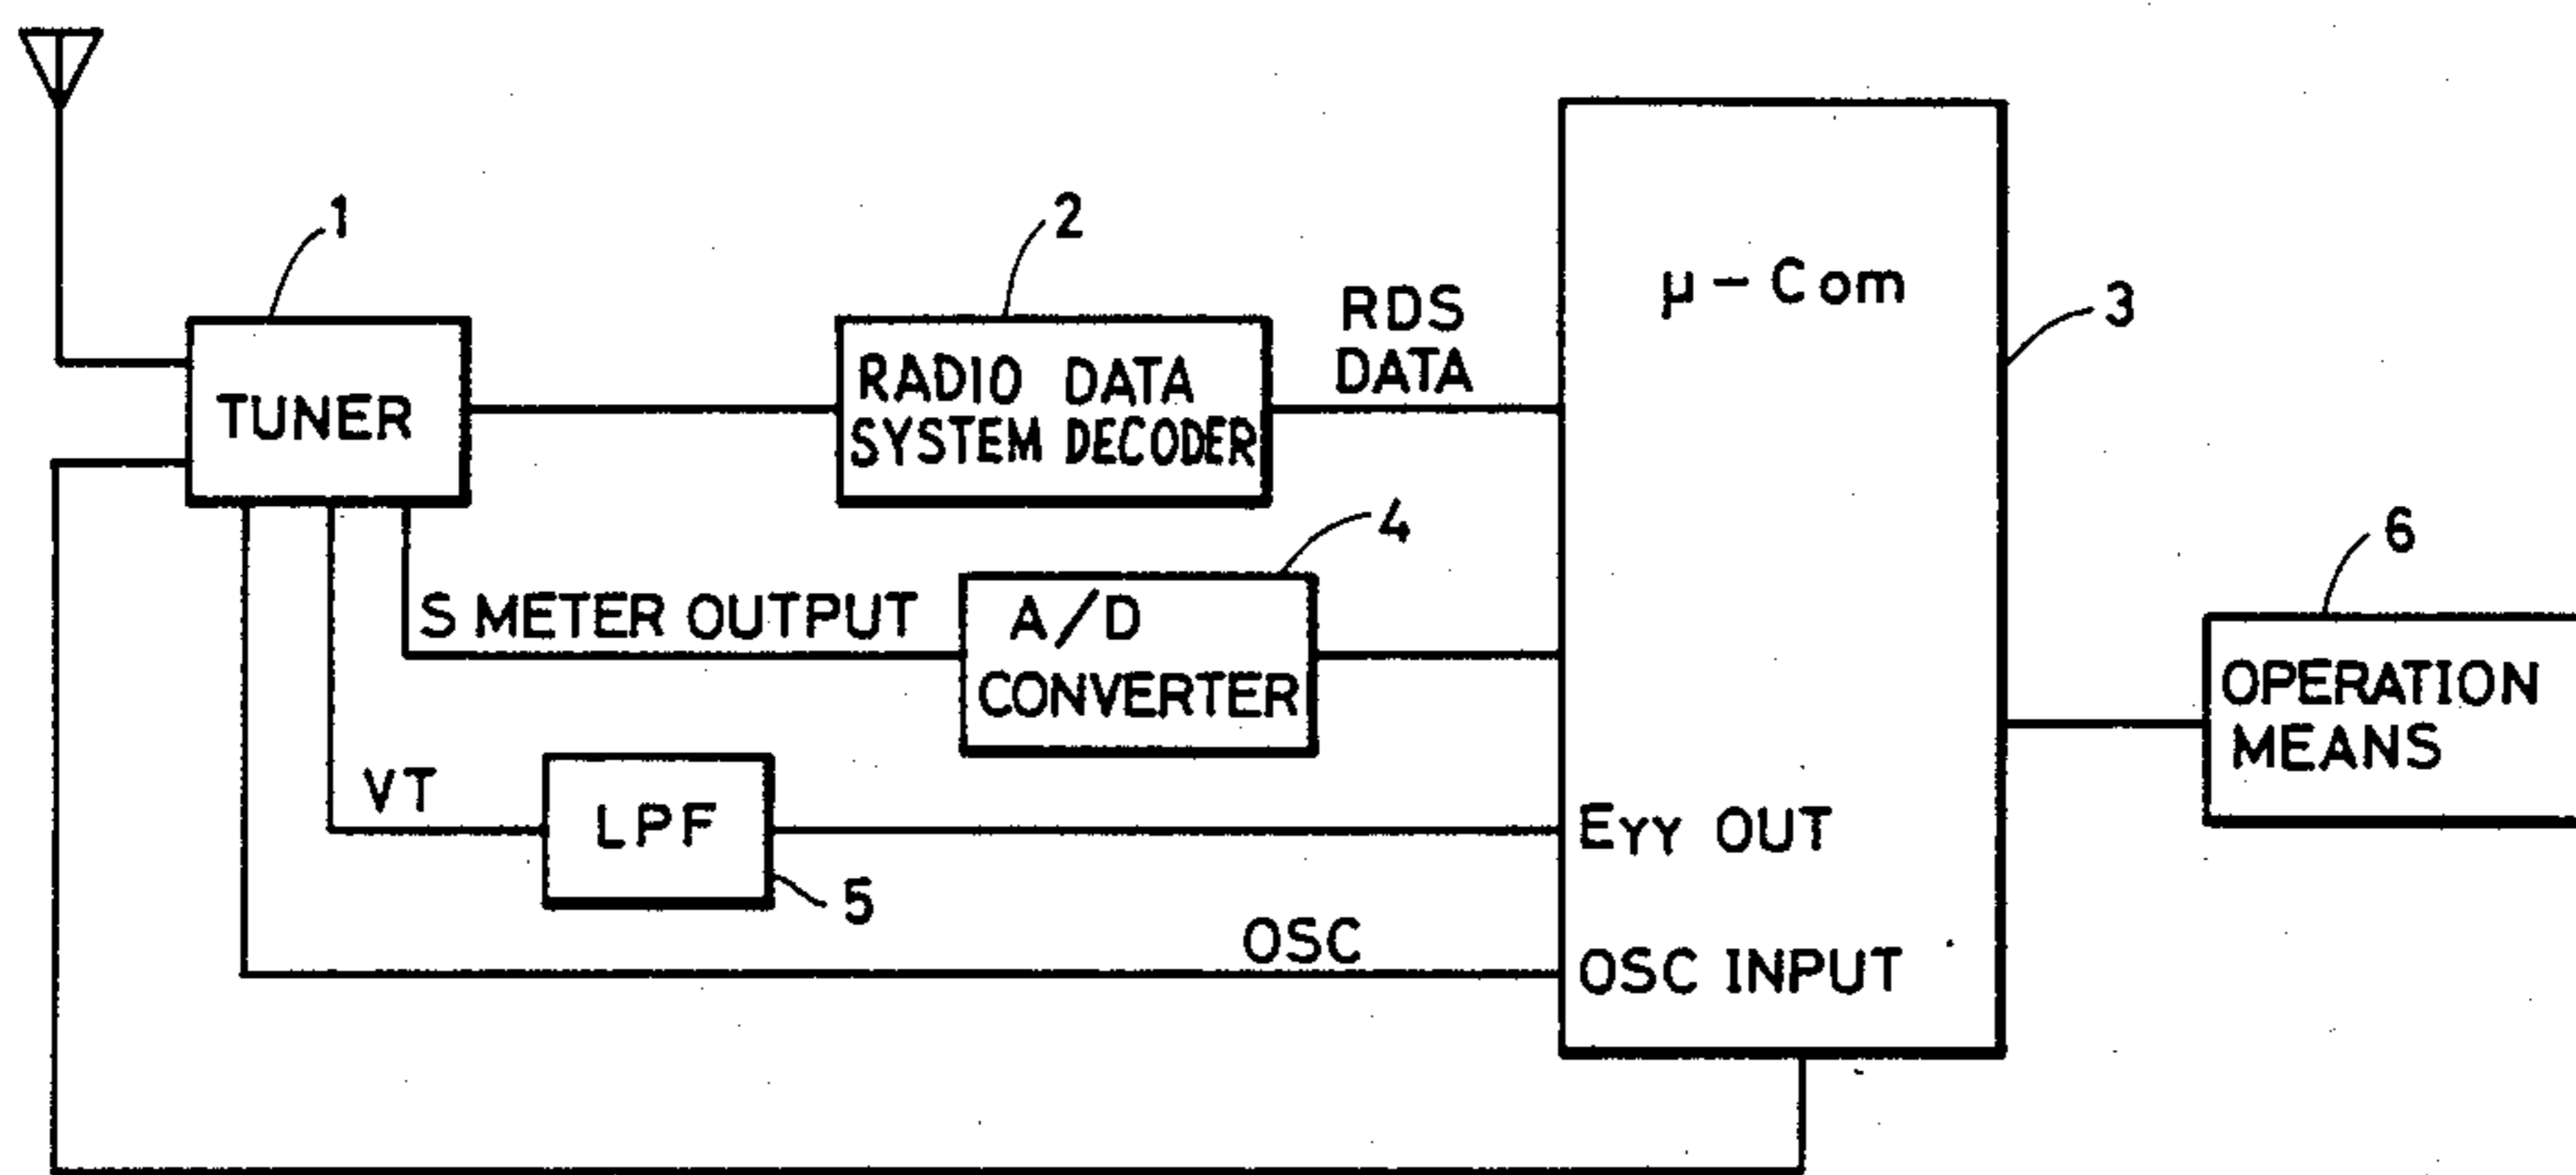 1
2
3
4
5
6
TUNER
RADIO DATA
SYSTEM DECODER
RDS
DATA
μ-Com
S METER OUTPUT
A/D
CONVERTER
OPERATION
MEANS
VT
LPF
EYY OUT
OSC
OSC INPUT